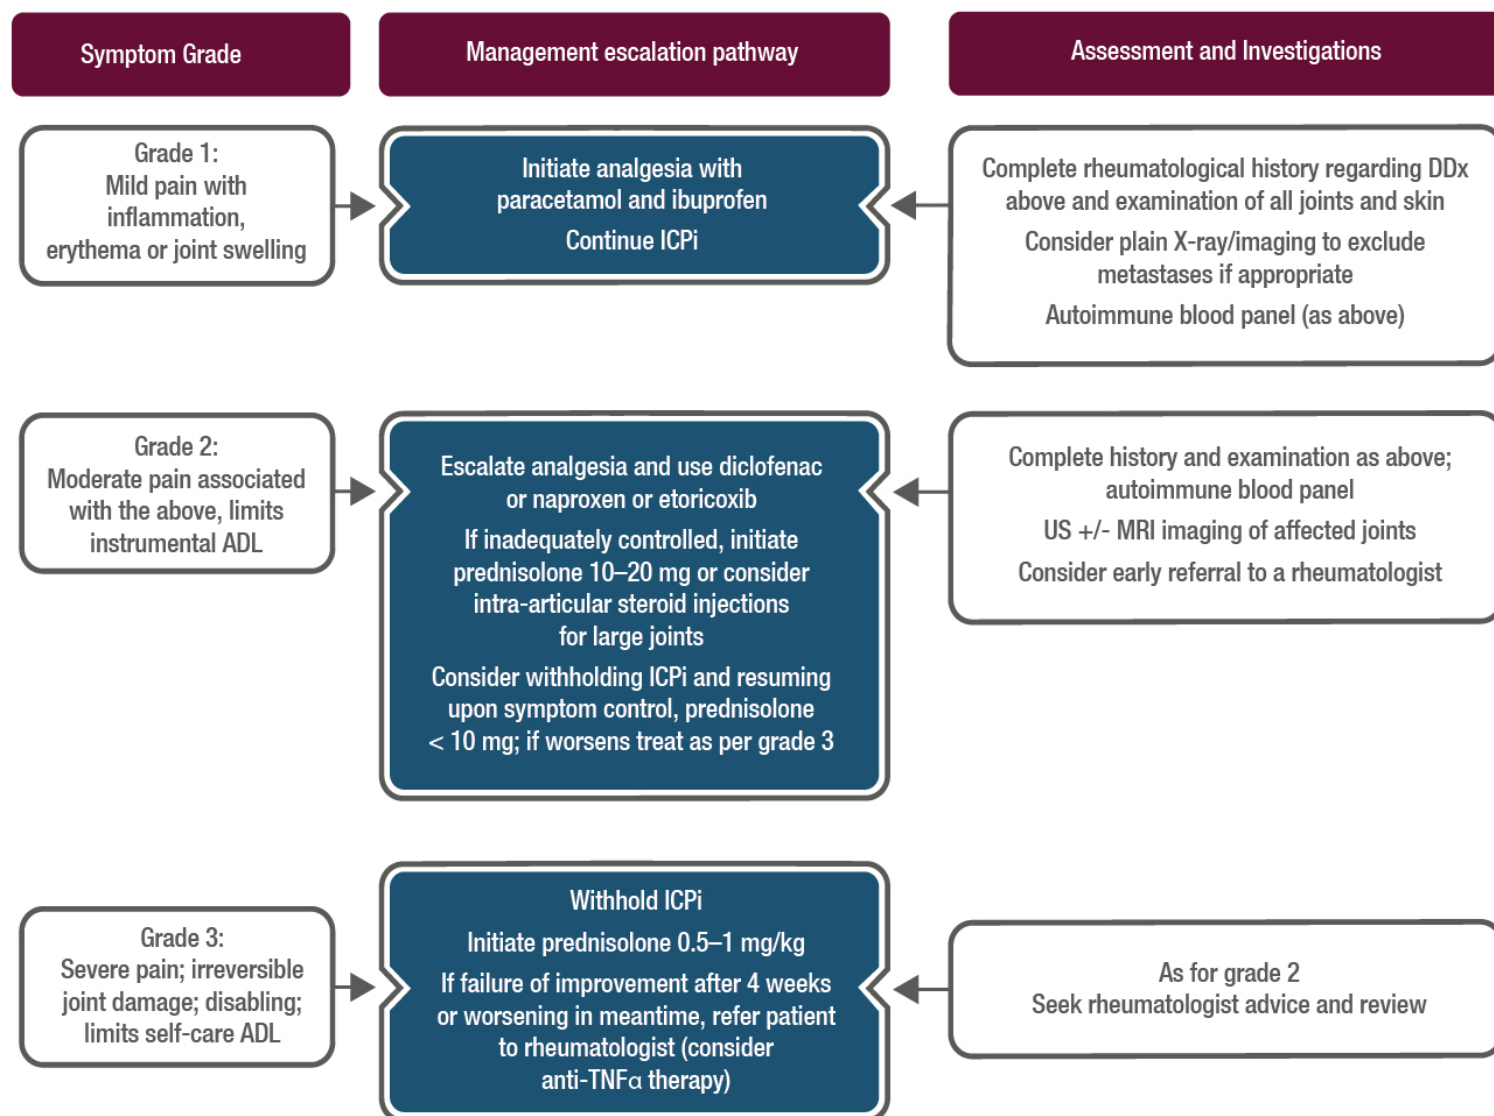 Symptom Grade
Management escalation pathway
Assessment and Investigations
Grade 1:
Mild pain with
inflammation,
erythema or joint swelling
Initiate analgesia with
paracetamol and ibuprofen
Continue ICPi
Complete rheumatological history regarding DDx
above and examination of all joints and skin
Consider plain X-ray/imaging to exclude
metastases if appropriate
Autoimmune blood panel (as above)
Grade 2:
Moderate pain associated
with the above, limits
instrumental ADL
Escalate analgesia and use diclofenac
or naproxen or etoricoxib
If inadequately controlled, initiate
prednisolone 10–20 mg or consider
intra-articular steroid injections
for large joints
Consider withholding ICPi and resuming
upon symptom control, prednisolone
< 10 mg; if worsens treat as per grade 3
Complete history and examination as above;
autoimmune blood panel
US +/- MRI imaging of affected joints
Consider early referral to a rheumatologist
Grade 3:
Severe pain; irreversible
joint damage; disabling;
limits self-care ADL
Withhold ICPi
Initiate prednisolone 0.5–1 mg/kg
If failure of improvement after 4 weeks
or worsening in meantime, refer patient
to rheumatologist (consider
anti-TNFα therapy)
As for grade 2
Seek rheumatologist advice and review